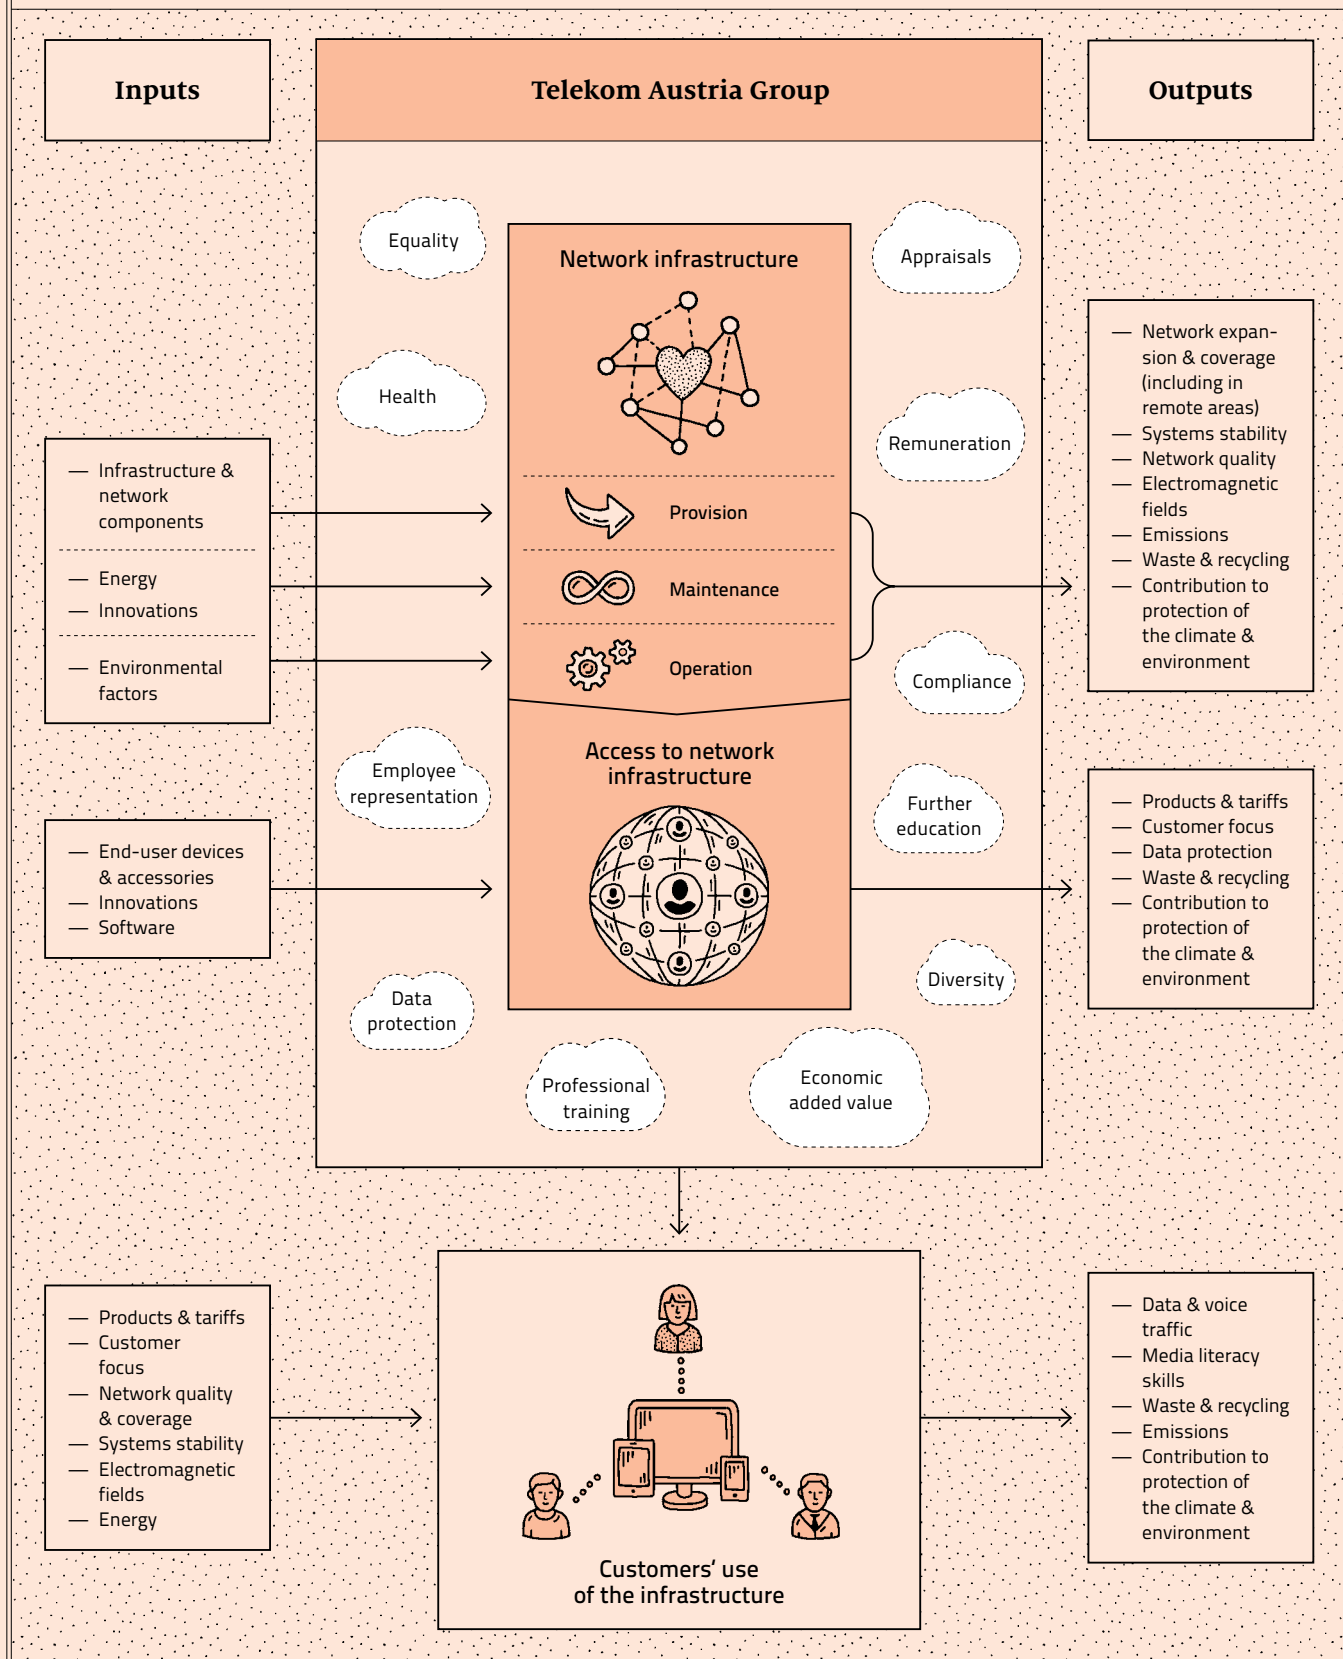 Inputs
Telekom Austria Group
Outputs
Equality
Health
Appraisals
Remuneration
Network infrastructure
Provision
Maintenance
Operation
— Infrastructure &
network
components
— Energy
— Innovations
— Environmental
factors
— Network expan-
sion & coverage
(including in
remote areas)
— Systems stability
— Network quality
— Electromagnetic
fields
— Emissions
— Waste & recycling
— Contribution to
protection of
the climate &
environment
Compliance
Employee
representation
Access to network
infrastructure
Further
education
— End-user devices
& accessories
— Innovations
— Software
— Products & tariffs
— Customer focus
— Data protection
— Waste & recycling
— Contribution to
protection of
the climate &
environment
Data
protection
Diversity
Professional
training
Economic
added value
— Products & tariffs
— Customer
focus
— Network quality
& coverage
— Systems stability
— Electromagnetic
fields
— Energy
Customers‘ use
of the infrastructure
— Data & voice
traffic
— Media literacy
skills
— Waste & recycling
— Emissions
— Contribution to
protection of
the climate &
environment